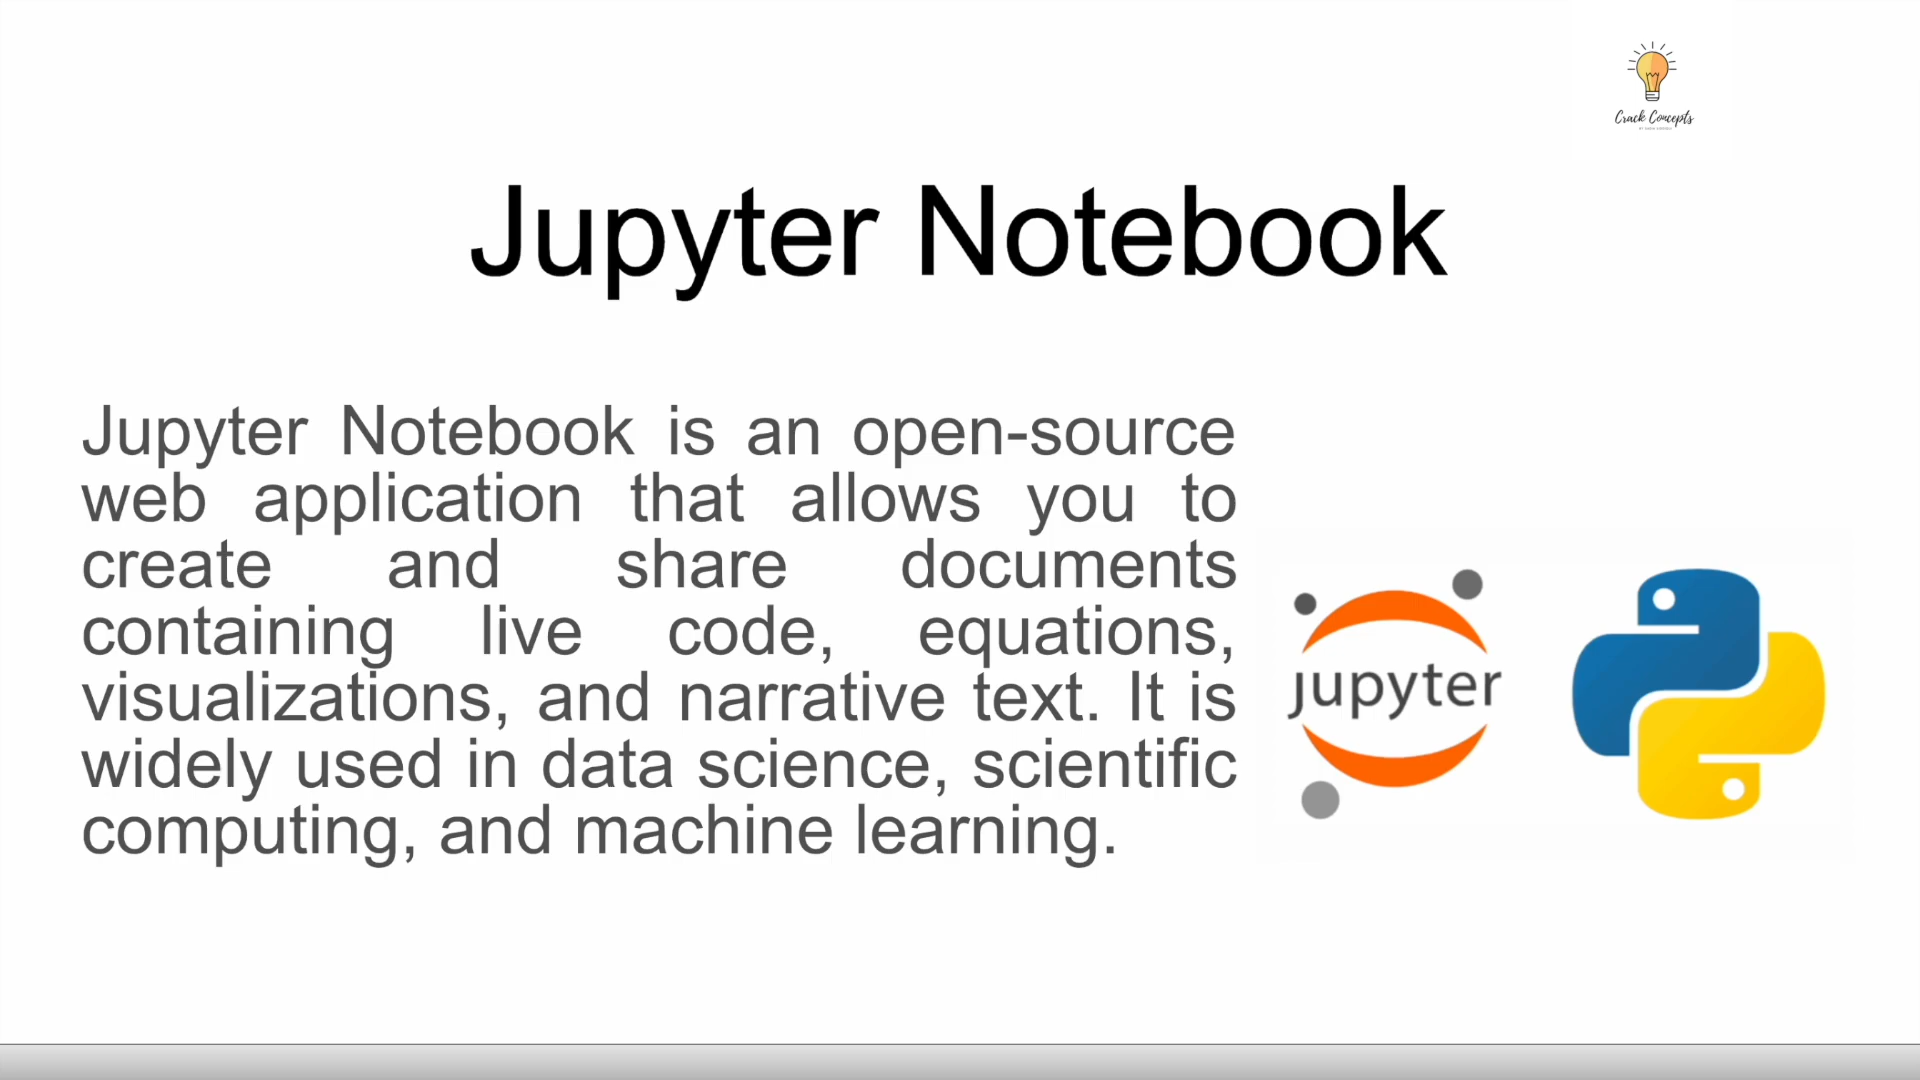 Crack Concepts
Jupyter Notebook
Jupyter Notebook is an open-source
web application that allows you to
create and share documents
containing live code, equations,
visualizations, and narrative text. It is
widely used in data science, scientific
computing, and machine learning.
jupyter